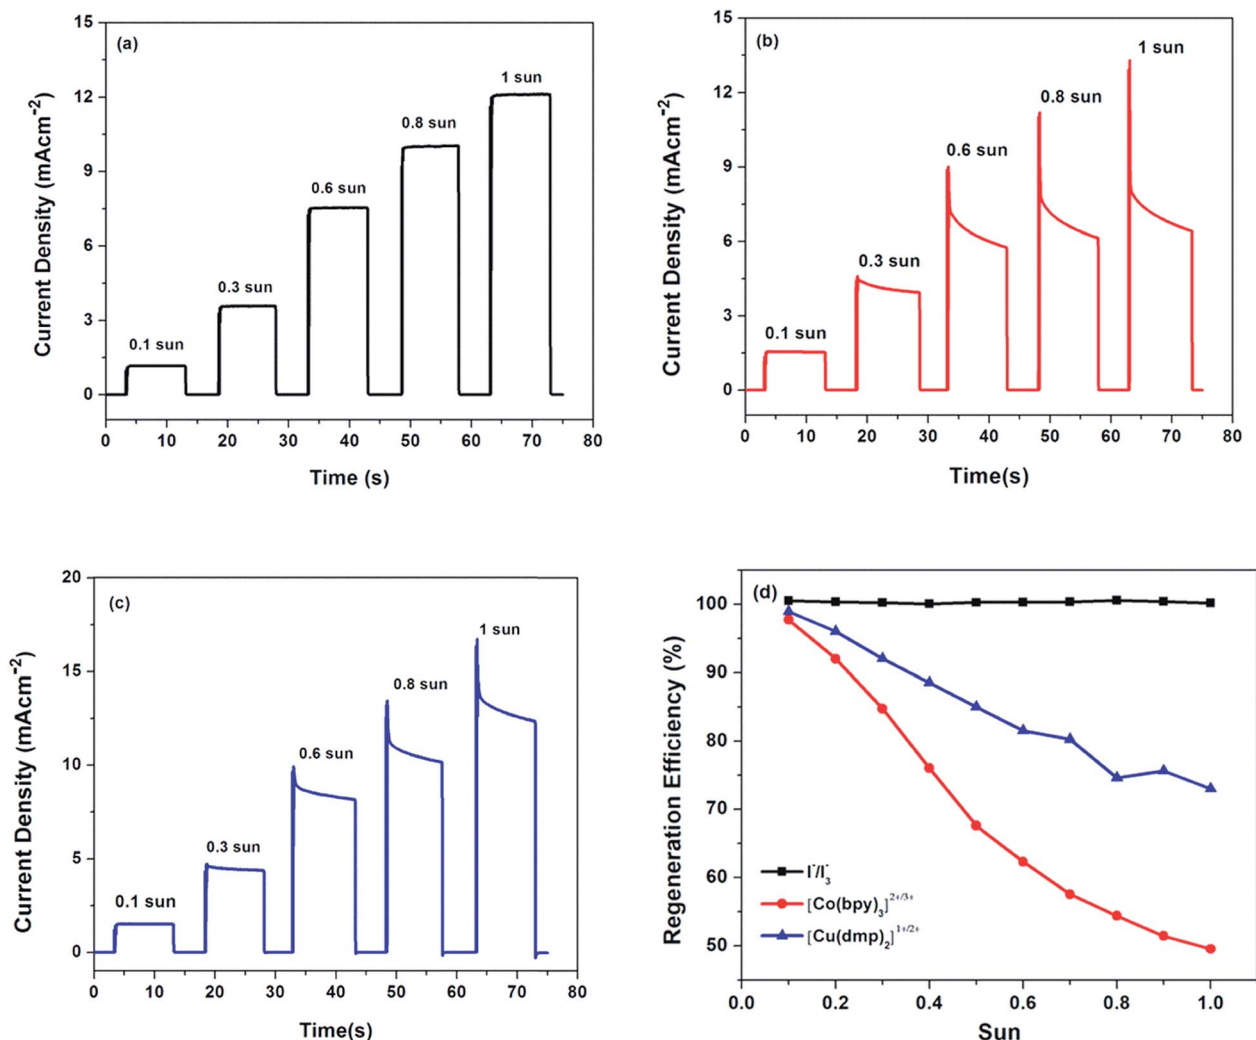 (a)
15
12
9
6
3
0
Current Density (mAcm⁻²)
0.1 sun
0.3 sun
0.6 sun
0.8 sun
1 sun
0 10 20 30 40 50 60 70 80
Time (s)
(b)
15
12
9
6
3
0
Current Density (mAcm⁻²)
0.1 sun
0.3 sun
0.6 sun
0.8 sun
1 sun
0 10 20 30 40 50 60 70 80
Time(s)
(c)
20
15
10
5
0
Current Density (mAcm⁻²)
0.1 sun
0.3 sun
0.6 sun
0.8 sun
1 sun
0 10 20 30 40 50 60 70 80
Time(s)
(d)
100
90
80
70
60
50
Regeneration Efficiency (%)
I⁻/I₃⁻
[Co(bpy)₃]²⁺/³⁺
[Cu(dmp)₂]¹⁺/²⁺
0.0 0.2 0.4 0.6 0.8 1.0
Sun